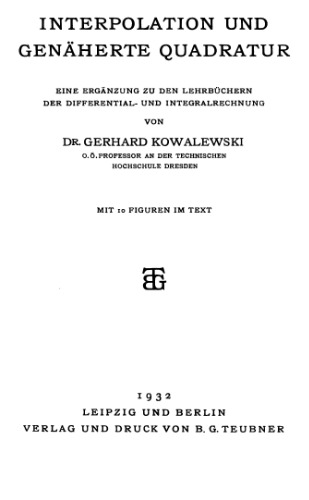 INTERPOLATION UND
GENÄHERTE QUADRATUR
EINE ERGÄNZUNG ZU DEN LEHRBÜCHERN
DER DIFFERENTIAL- UND INTEGRALRECHNUNG
VON
DR. GERHARD KOWALEWSKI
O. Ö. PROFESSOR AN DER TECHNISCHEN
HOCHSCHULE DRESDEN
MIT 10 FIGUREN IM TEXT
BTG
1932
LEIPZIG UND BERLIN
VERLAG UND DRUCK VON B. G. TEUBNER